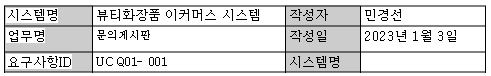 시스템명 뷰티화장품 이커머스 시스템 작성자 민경선
업무명 문의게시판 작성일 2023년 1월 3일
요구사항ID UC Q01- 001 시스템명